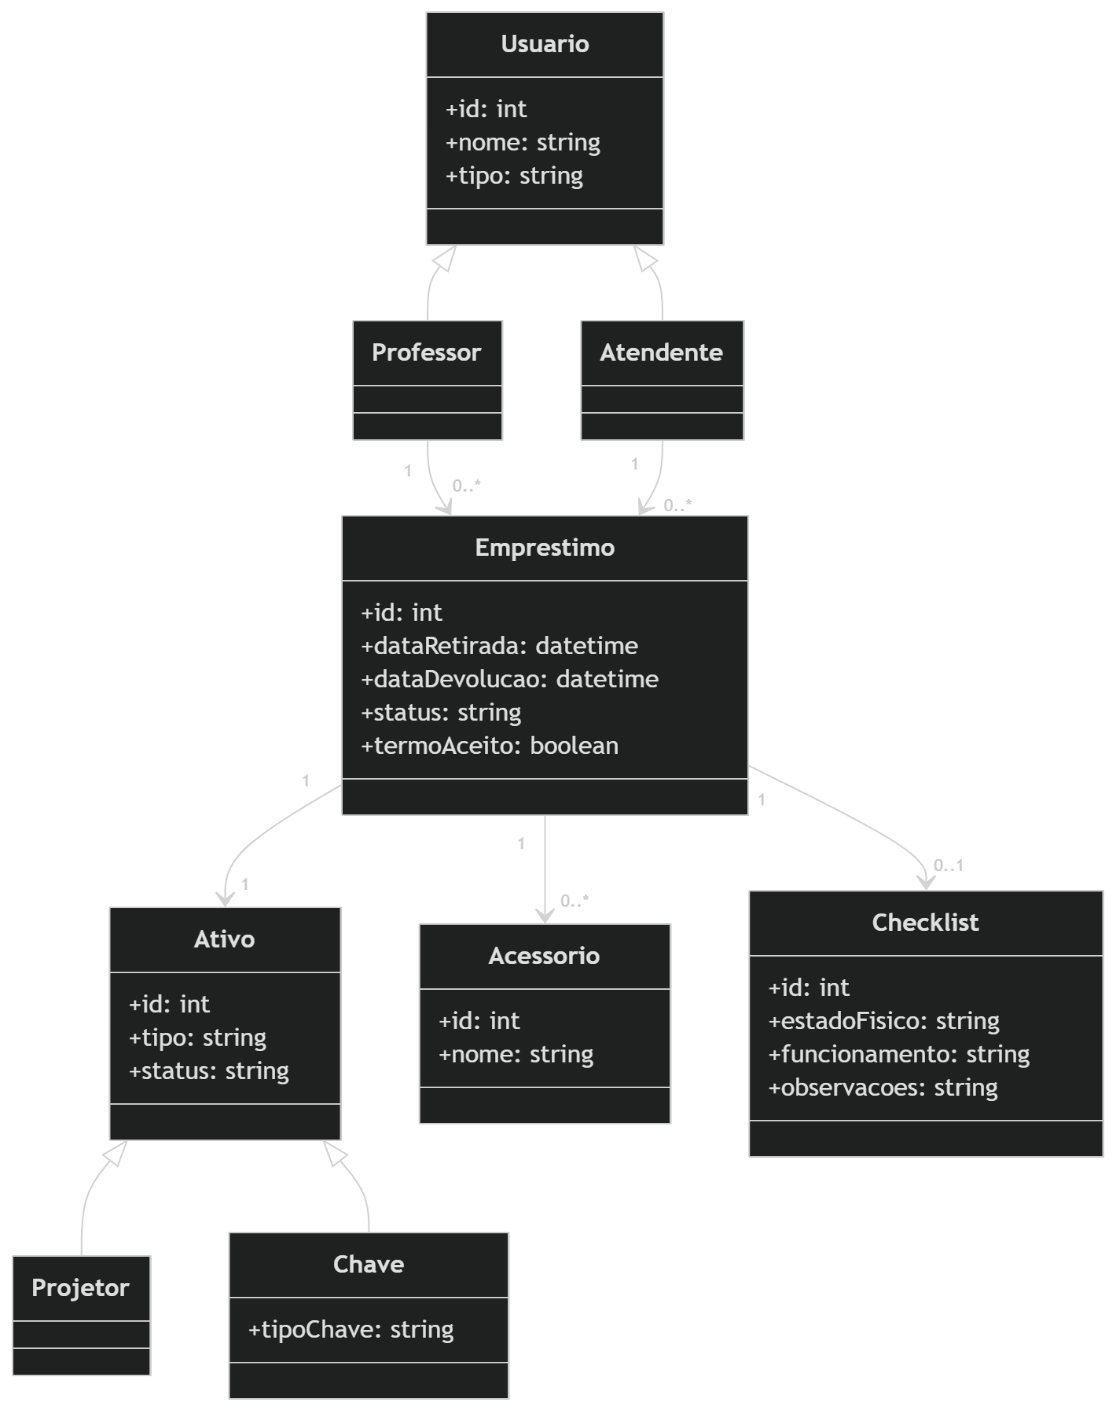 Usuario
+id: int
+nome: string
+tipo: string
Professor
Atendente
1
1
0..*
0..*
Emprestimo
+id: int
+dataRetirada: datetime
+dataDevolucao: datetime
+status: string
+termoAceito: boolean
1
1
1
1
0..*
0..1
Ativo
+id: int
+tipo: string
+status: string
Acessorio
+id: int
+nome: string
Checklist
+id: int
+estadoFisico: string
+funcionamento: string
+observacoes: string
Projetor
Chave
+tipoChave: string